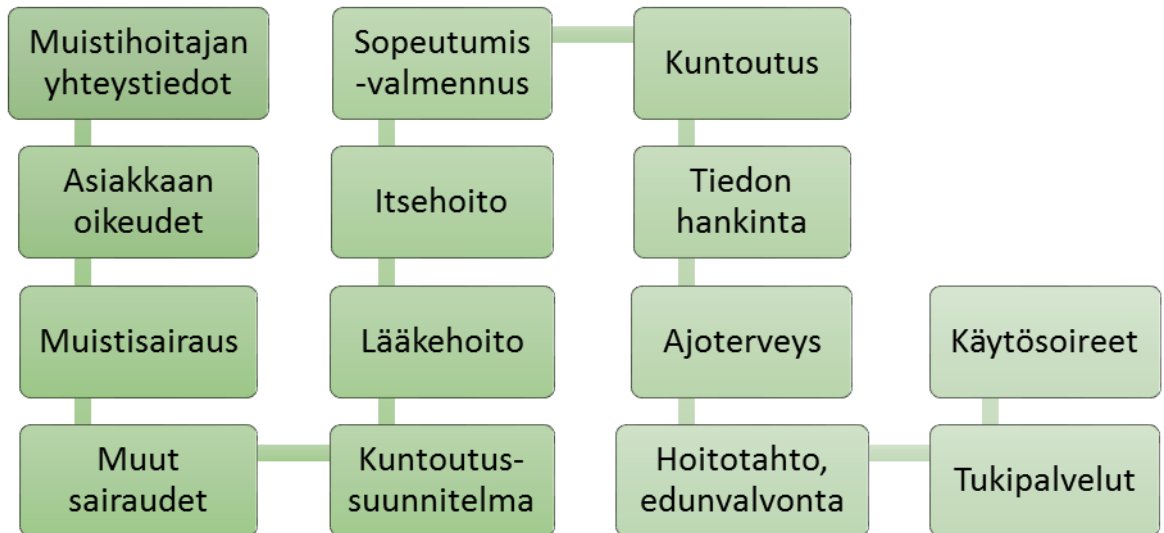 Muistihoitajan
yhteystiedot
Asiakkaan
oikeudet
Muistisairaus
Muut
sairaudet
Kuntoutus-
suunnitelma
Lääkehoito
Itsehoito
Sopeutumis
-valmennus
Kuntoutus
Tiedon
hankinta
Ajoterveys
Hoitotahto,
edunvalvonta
Tukipalvelut
Käytösoireet